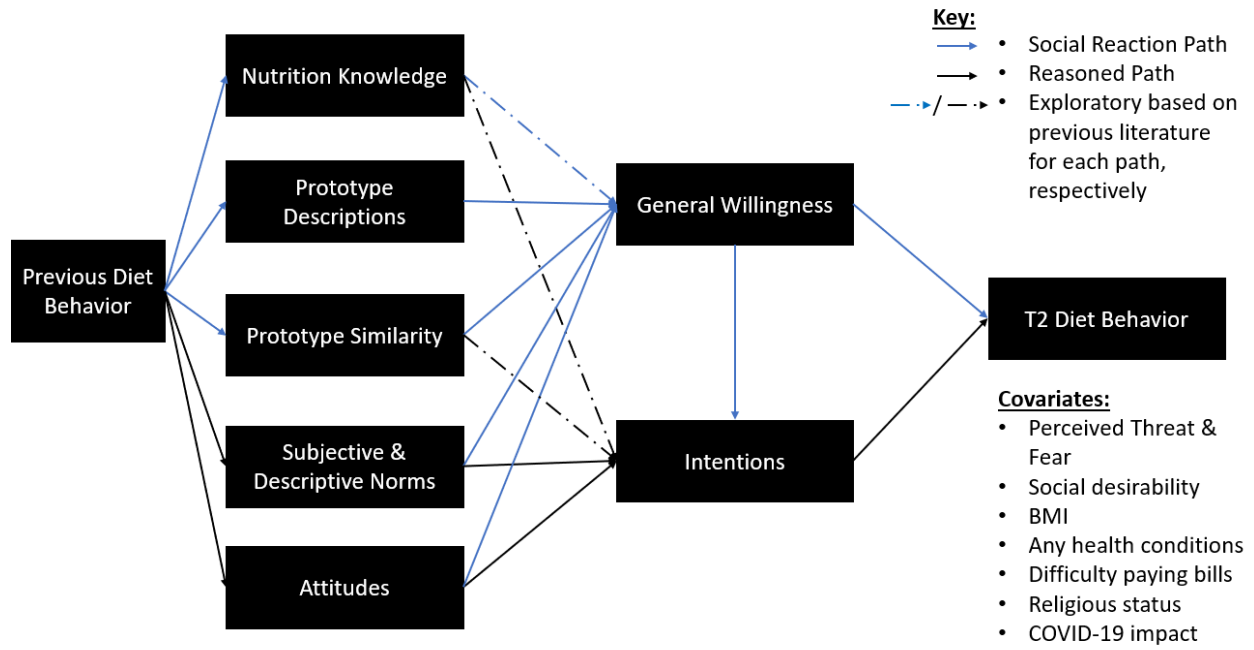 Key:
• Social Reaction Path
• Reasoned Path
/ • Exploratory based on
previous literature
for each path,
respectively
Nutrition Knowledge
Prototype
Descriptions
General Willingness
Previous Diet
Behavior
Prototype Similarity
T2 Diet Behavior
Subjective &
Descriptive Norms
Intentions
Attitudes
Covariates:
• Perceived Threat &
Fear
• Social desirability
• BMI
• Any health conditions
• Difficulty paying bills
• Religious status
• COVID-19 impact